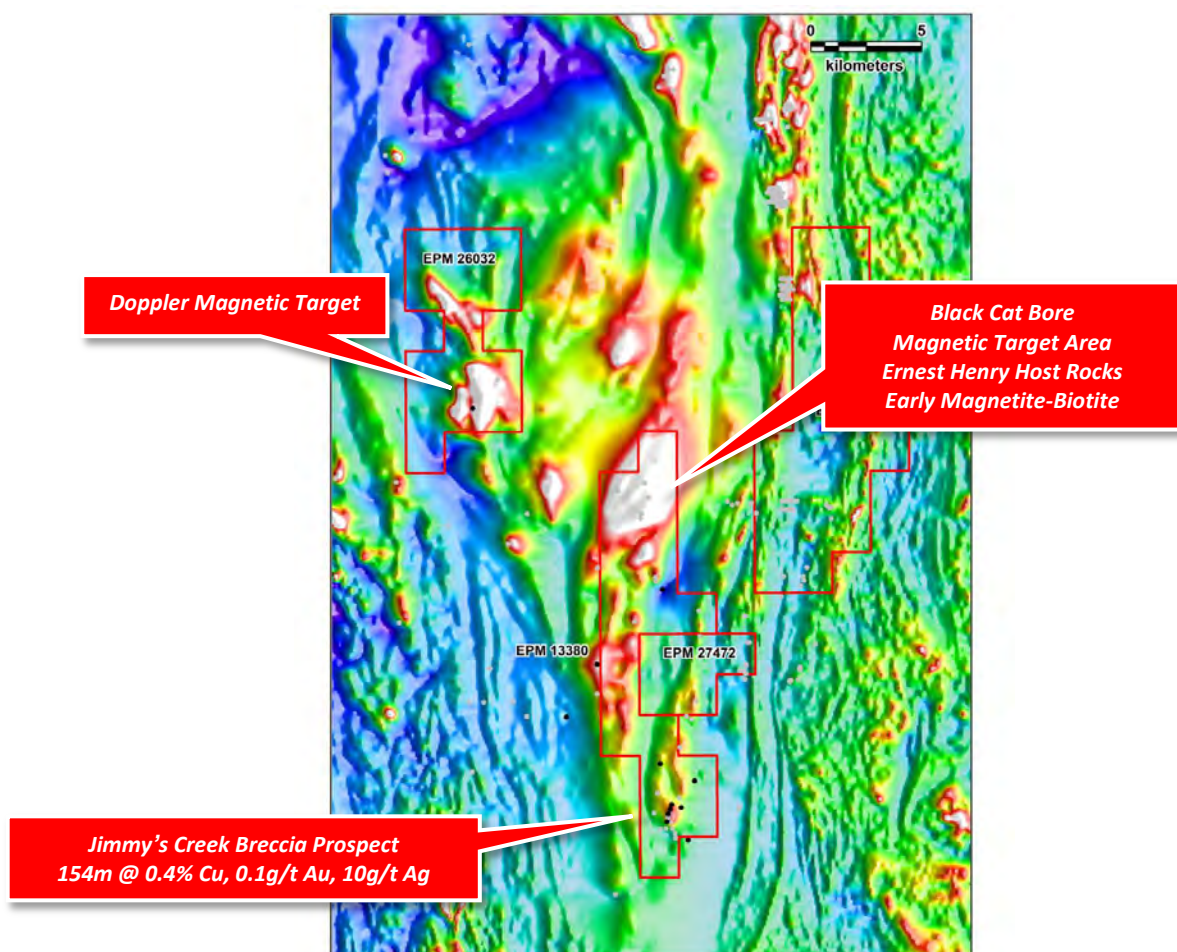 0 5
kilometers
EPM 26032
Doppler Magnetic Target
Black Cat Bore
Magnetic Target Area
Ernest Henry Host Rocks
Early Magnetite-Biotite
EPM 13380
EPM 27472
Jimmy’s Creek Breccia Prospect
154m @ 0.4% Cu, 0.1g/t Au, 10g/t Ag